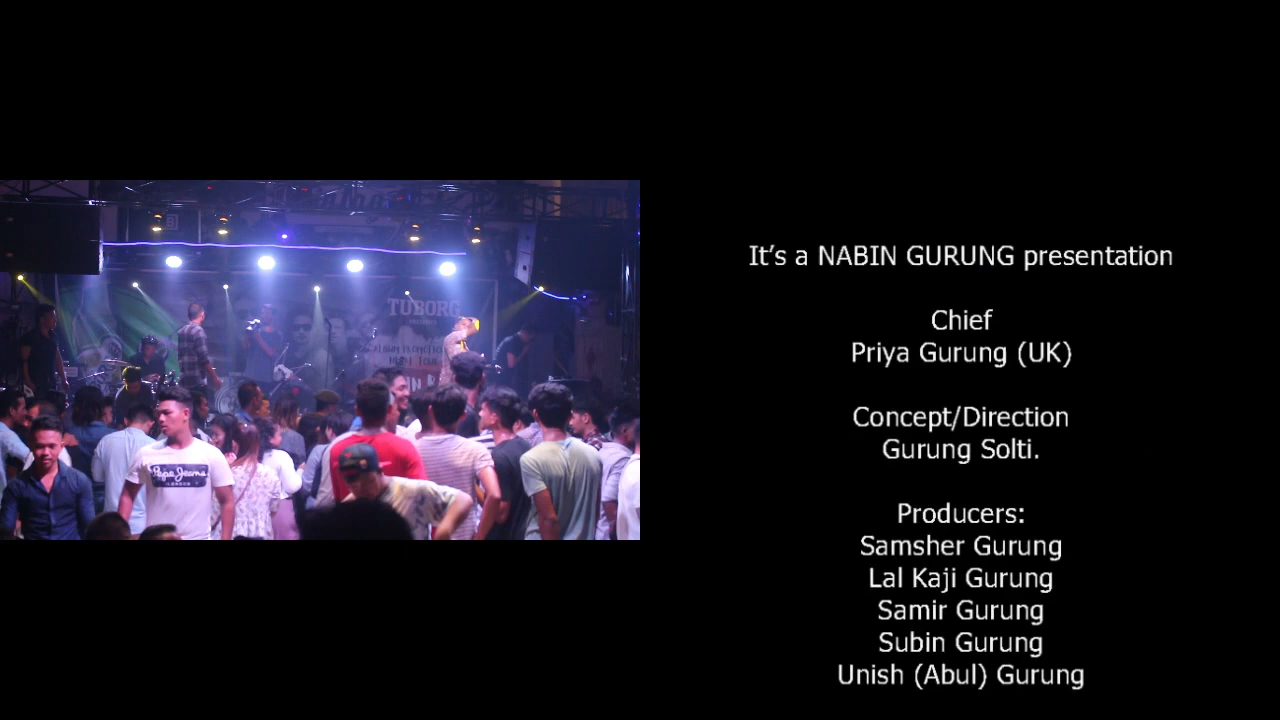 TUBORG
Pepe Jeans
It's a NABIN GURUNG presentation
Chief
Priya Gurung (UK)
Concept/Direction
Gurung Solti.
Producers:
Samsher Gurung
Lal Kaji Gurung
Samir Gurung
Subin Gurung
Unish (Abul) Gurung